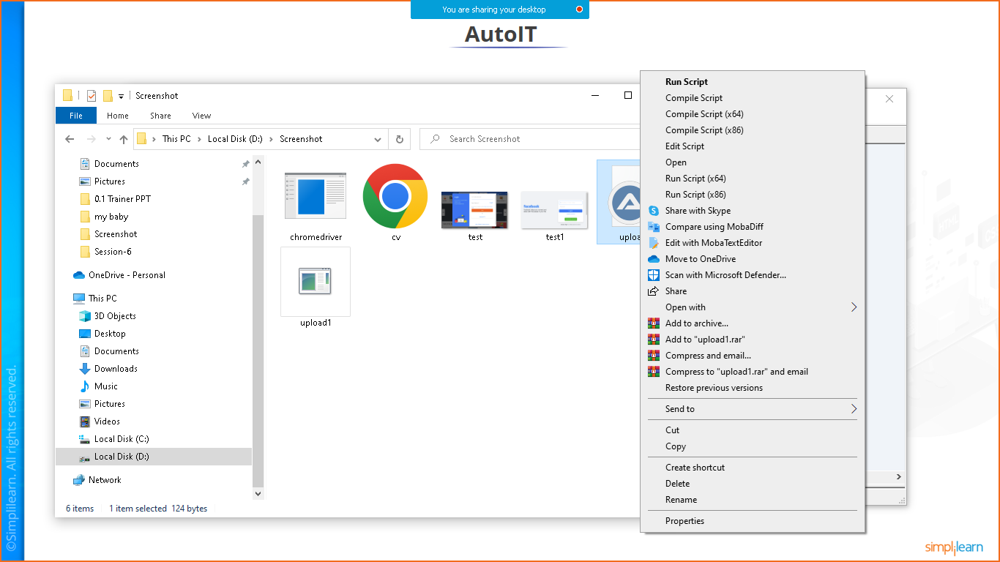 You are sharing your desktop
AutoIT
Screenshot
File
Home
Share
View
This PC
Local Disk (D:)
Screenshot
Search Screenshot
Documents
Pictures
0.1 Trainer PPT
my baby
Screenshot
Session-6
OneDrive - Personal
This PC
3D Objects
Desktop
Documents
Downloads
Music
Pictures
Videos
Local Disk (C:)
Local Disk (D:)
Network
chromedriver
cv
test
test1
uploa
upload1
6 items
1 item selected 124 bytes
Run Script
Compile Script
Compile Script (x64)
Compile Script (x86)
Edit Script
Open
Run Script (x64)
Run Script (x86)
Share with Skype
Compare using MobaDiff
Edit with MobaTextEditor
Move to OneDrive
Scan with Microsoft Defender...
Share
Open with
Add to archive...
Add to "upload1.rar"
Compress and email...
Compress to "upload1.rar" and email
Restore previous versions
Send to
Cut
Copy
Create shortcut
Delete
Rename
Properties
©Simplilearn. All rights reserved.
simplilearn